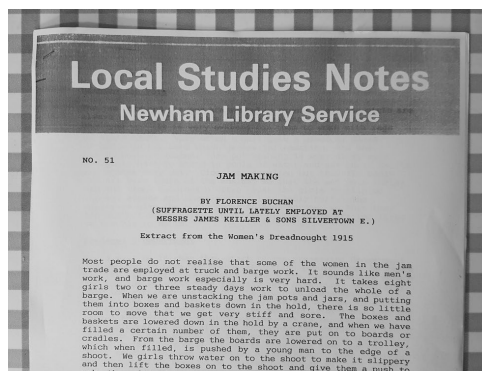 Local Studies Notes
Newham Library Service
NO. 51
JAM MAKING
BY FLORENCE BUCHAN
(SUFFRAGETTE UNTIL LATELY EMPLOYED AT
MESSRS JAMES KEILLER & SONS SILVERTOWN E.)
Extract from the Women's Dreadnought 1915
Most people do not realise that some of the women in the jam
trade are employed at truck and barge work. It sounds like men's
work, and barge work especially is very hard. It takes eight
girls two or three steady days work to unload the whole of a
barge. When we are unstacking the jam pots and jars, and putting
them into boxes and baskets down in the hold, there is so little
room to move that we get very stiff and sore. The boxes and
baskets are lowered down in the hold by a crane, and when we have
filled a certain number of them, they are put on to boards or
cradles. From the barge the boards are lowered on to a trolley,
which when filled, is pushed by a young man to the edge of a
shoot. We girls throw water on to the shoot to make it slippery
and then lift the boxes on to the shoot and give them a push to